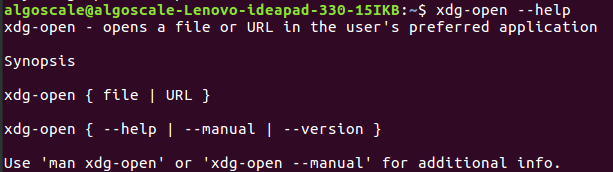 algoscale@algoscale-Lenovo-ideapad-330-15IKB:~$ xdg-open --help
xdg-open - opens a file or URL in the user's preferred application
Synopsis
xdg-open { file | URL }
xdg-open { --help | --manual | --version }
Use 'man xdg-open' or 'xdg-open --manual' for additional info.